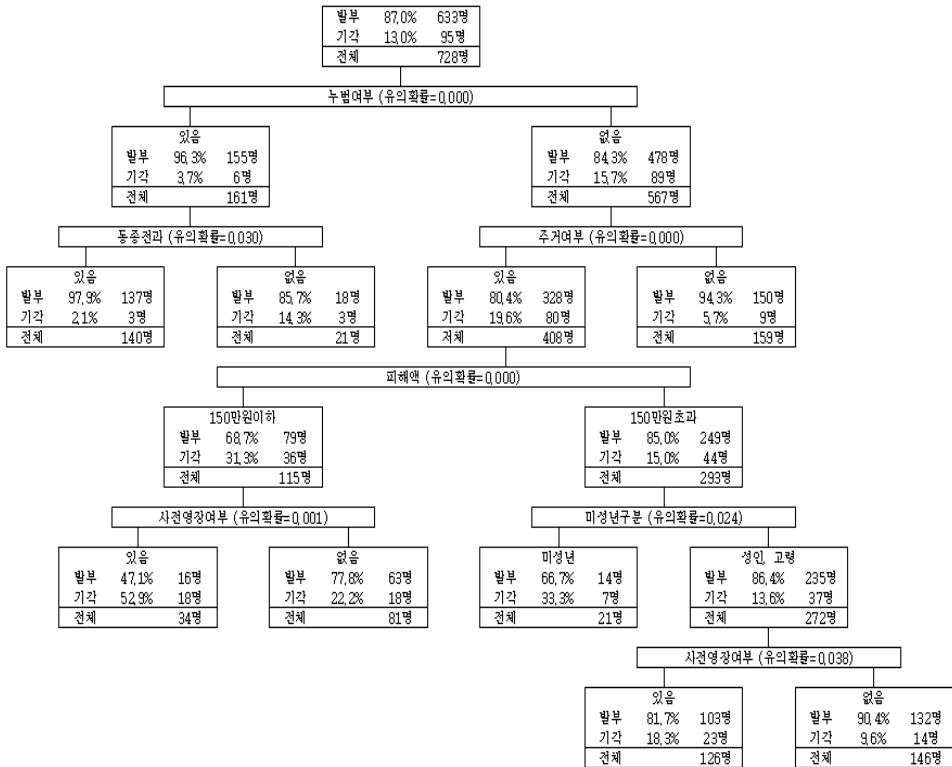 발부 87.0% 633명
기각 13.0% 95명
전체 728명
누범여부 (유의확률=0.000)
있음
발부 96.3% 155명
기각 3.7% 6명
전체 161명
없음
발부 84.3% 478명
기각 15.7% 89명
전체 567명
동종전과 (유의확률=0.030)
주거여부 (유의확률=0.000)
있음
발부 97.9% 137명
기각 2.1% 3명
전체 140명
없음
발부 85.7% 18명
기각 14.3% 3명
전체 21명
있음
발부 80.4% 328명
기각 19.6% 80명
저체 408명
없음
발부 94.3% 150명
기각 5.7% 9명
전체 159명
피해액 (유의확률=0.000)
150만원이하
발부 68.7% 79명
기각 31.3% 36명
전체 115명
150만원초과
발부 85.0% 249명
기각 15.0% 44명
전체 293명
사전영장여부 (유의확률=0.001)
미성년구분 (유의확률=0.024)
있음
발부 47.1% 16명
기각 52.9% 18명
전체 34명
없음
발부 77.8% 63명
기각 22.2% 18명
전체 81명
미성년
발부 66.7% 14명
기각 33.3% 7명
전체 21명
성인, 고령
발부 86.4% 235명
기각 13.6% 37명
전체 272명
사전영장여부 (유의확률=0.038)
있음
발부 81.7% 103명
기각 18.3% 23명
전체 126명
없음
발부 90.4% 132명
기각 9.6% 14명
전체 146명